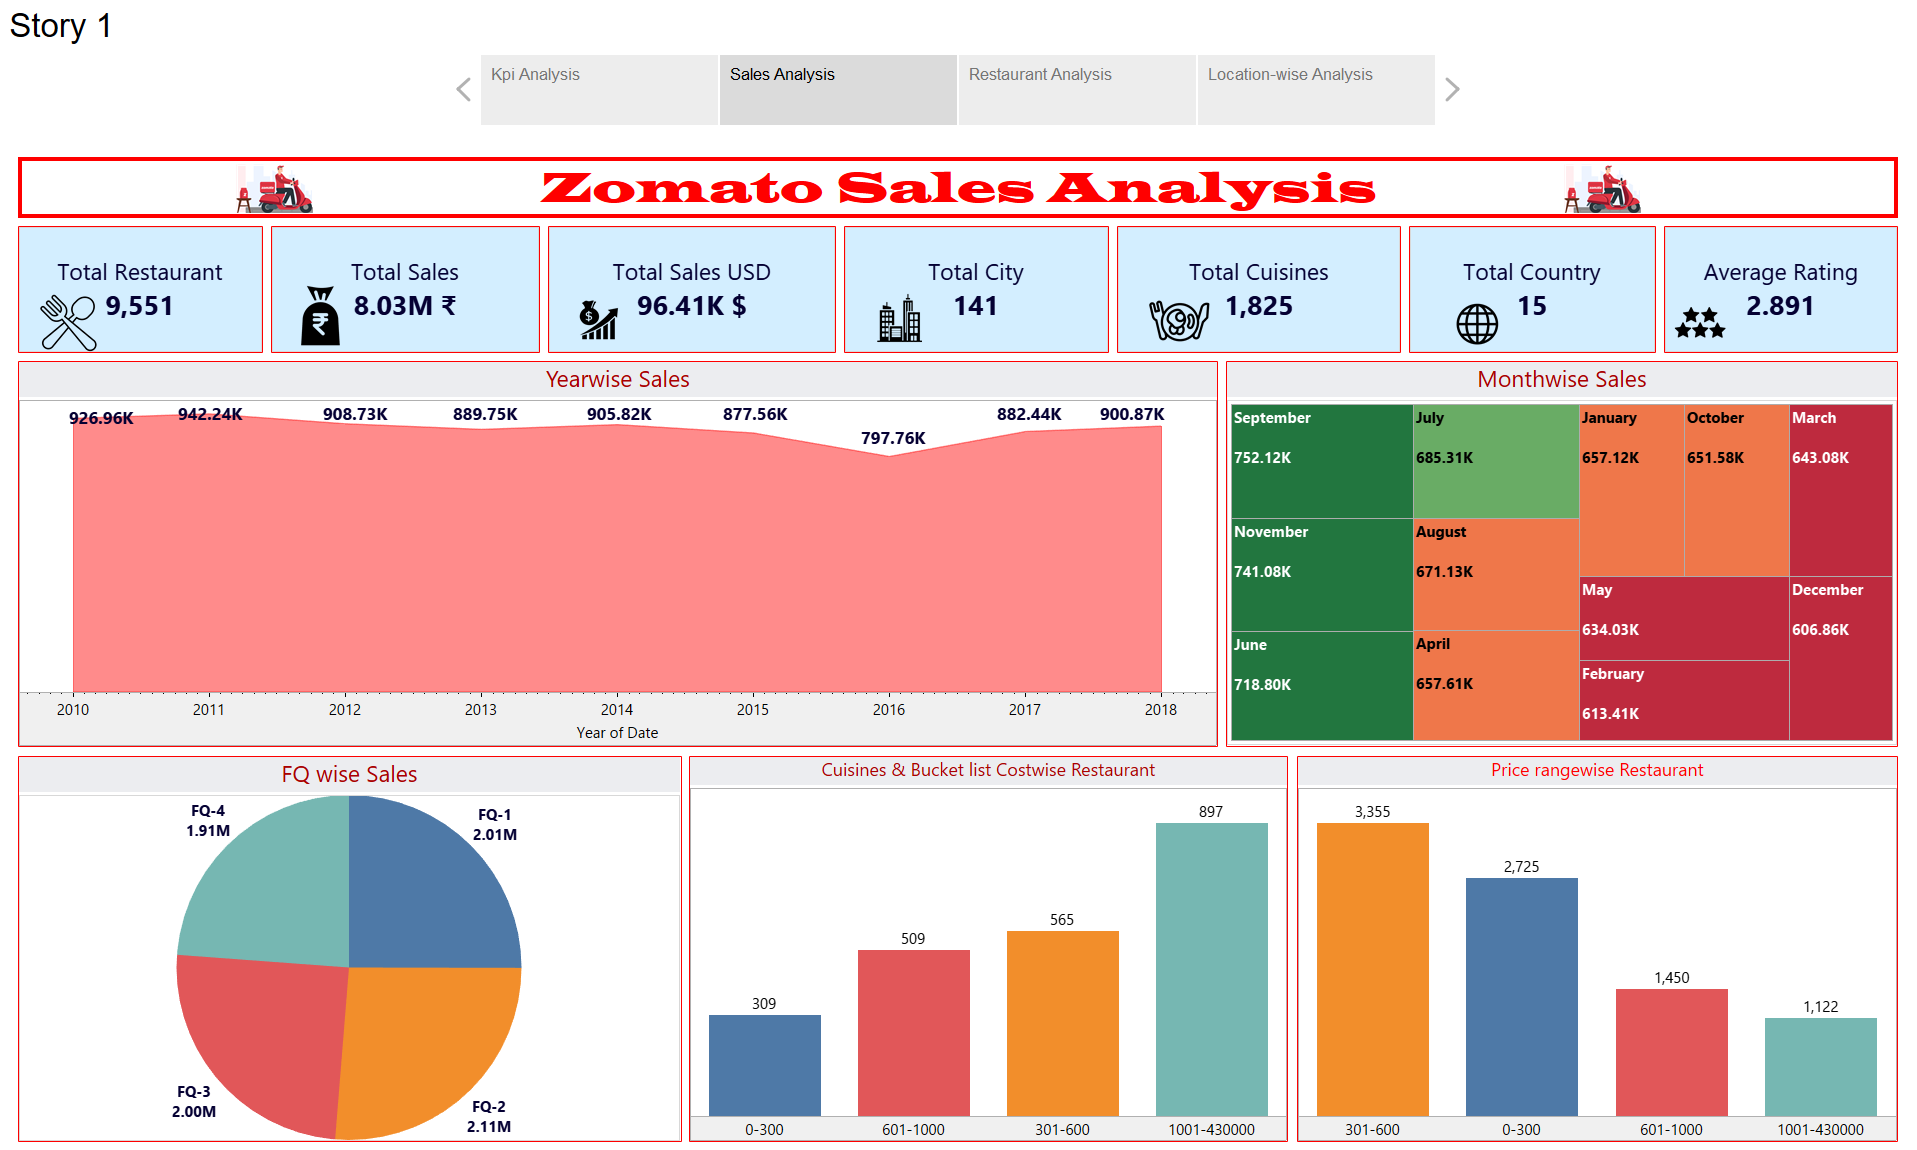 Story 1
Kpi Analysis
Sales Analysis
Restaurant Analysis
Location-wise Analysis
Zomato Sales Analysis
Total Restaurant
9,551
Total Sales
8.03M ₹
Total Sales USD
96.41K $
Total City
141
Total Cuisines
1,825
Total Country
15
Average Rating
2.891
Yearwise Sales
926.96K
942.24K
908.73K
889.75K
905.82K
877.56K
797.76K
882.44K
900.87K
2010
2011
2012
2013
2014
2015
2016
2017
2018
Year of Date
Monthwise Sales
September
752.12K
November
741.08K
June
718.80K
July
685.31K
August
671.13K
April
657.61K
January
657.12K
October
651.58K
March
643.08K
May
634.03K
February
613.41K
December
606.86K
FQ wise Sales
FQ-4
1.91M
FQ-1
2.01M
FQ-3
2.00M
FQ-2
2.11M
Cuisines & Bucket list Costwise Restaurant
309
509
565
897
0-300
601-1000
301-600
1001-430000
Price rangewise Restaurant
3,355
2,725
1,450
1,122
301-600
0-300
601-1000
1001-430000